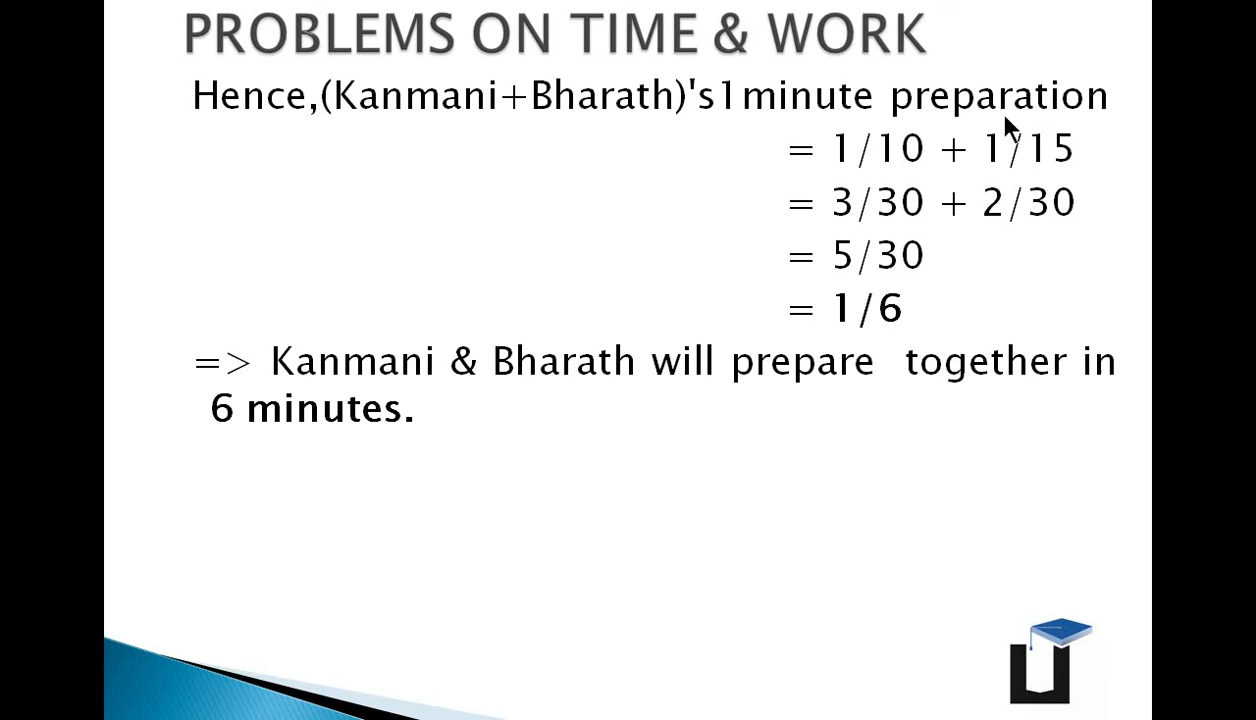 PROBLEMS ON TIME & WORK
Hence,(Kanmani+Bharath)'s1minute preparation
= 1/10 + 1/15
= 3/30 + 2/30
= 5/30
= 1/6
=> Kanmani & Bharath will prepare together in
6 minutes.